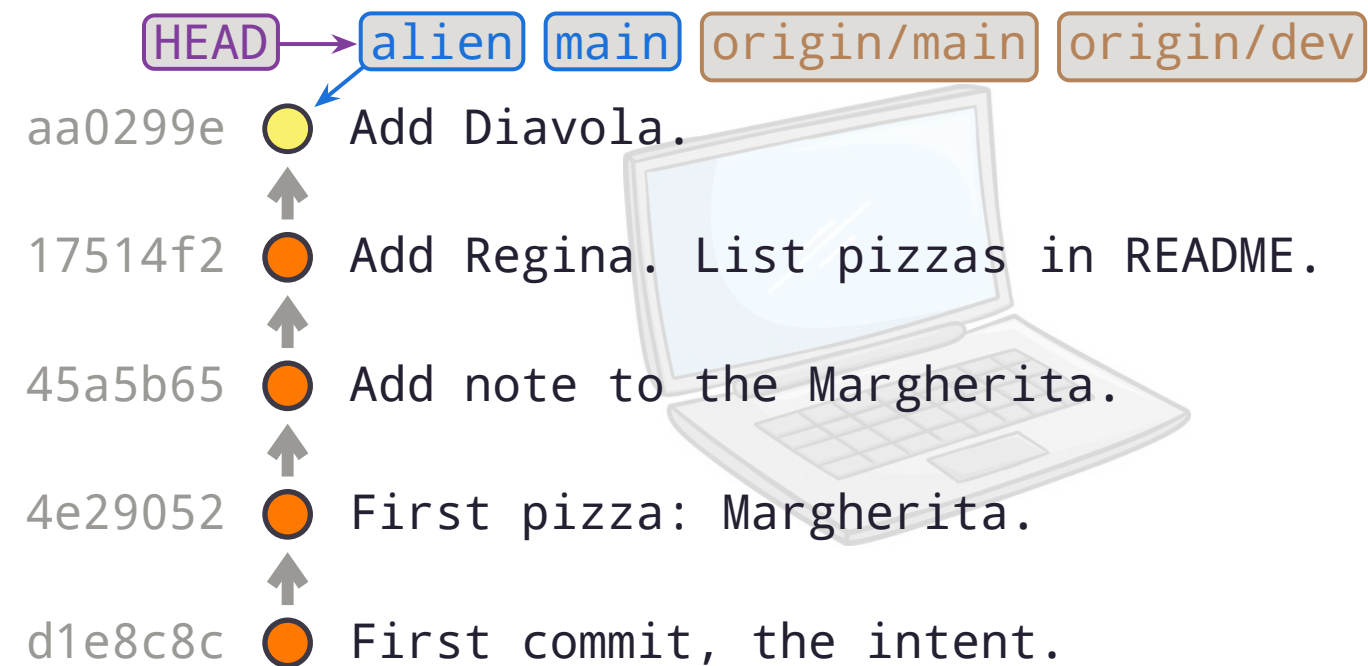 HEAD alien main origin/main origin/dev
aa0299e Add Diavola.
17514f2 Add Regina. List pizzas in README.
45a5b65 Add note to the Margherita.
4e29052 First pizza: Margherita.
d1e8c8c First commit, the intent.